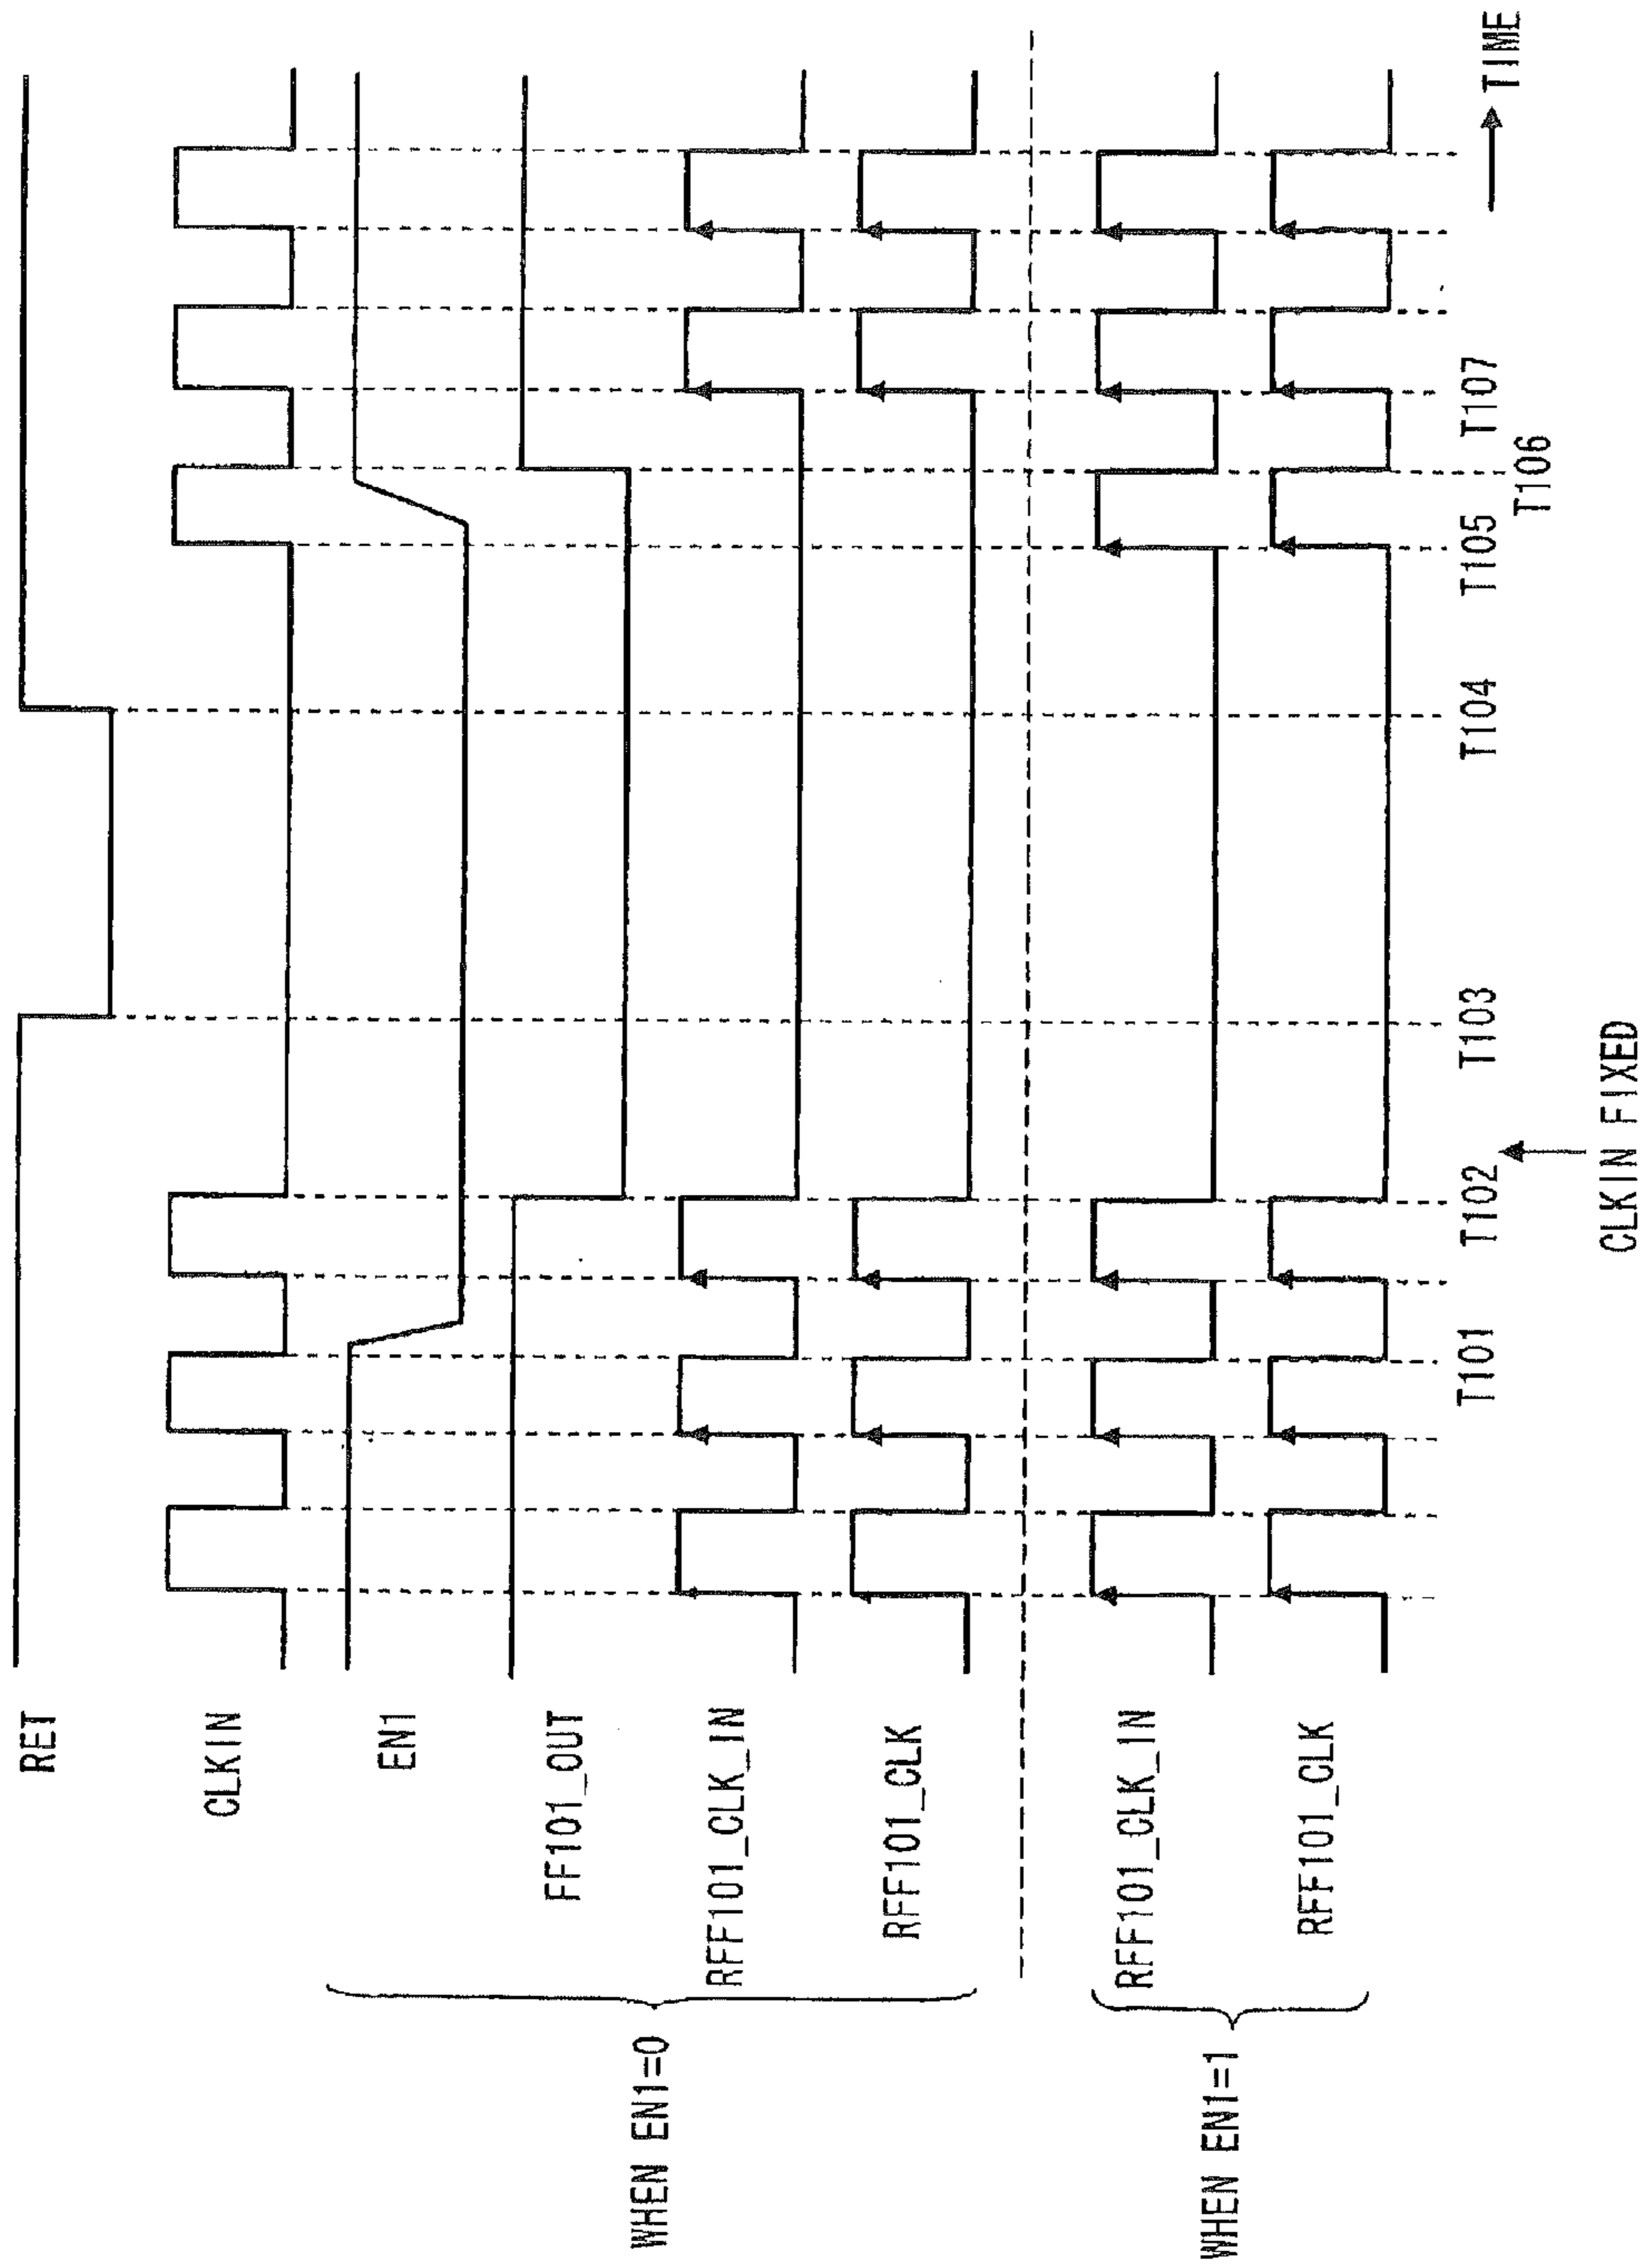 RET
CLKIN
EN1
FF101_OUT
RFF101_CLK_IN
RFF101_CLK
WHEN EN1=0
RFF101_CLK_IN
RFF101_CLK
WHEN EN1=1
T101
T102
T103
T104
T105
T106
T107
TIME
CLKIN FIXED